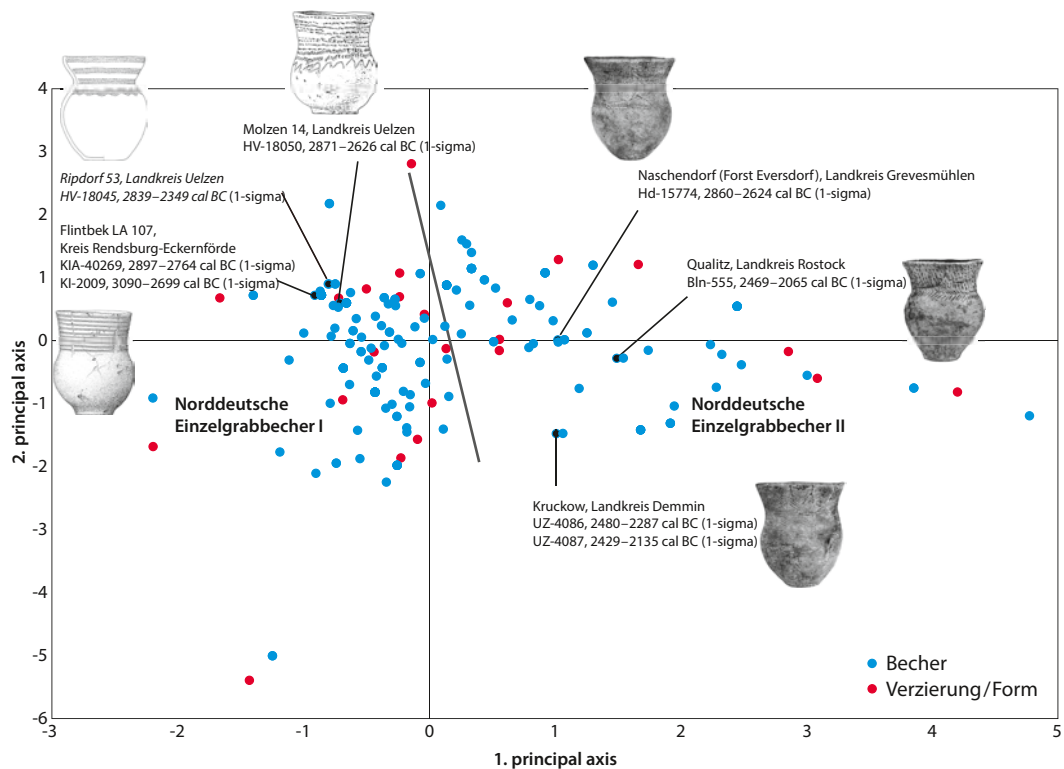 Molzen 14, Landkreis Uelzen
HV-18050, 2871–2626 cal BC (1-sigma)
Ripdorf 53, Landkreis Uelzen
HV-18045, 2839–2349 cal BC (1-sigma)
Flintbek LA 107,
Kreis Rendsburg-Eckernförde
KIA-40269, 2897–2764 cal BC (1-sigma)
KI-2009, 3090–2699 cal BC (1-sigma)
Naschendorf (Forst Eversdorf), Landkreis Grevesmühlen
Hd-15774, 2860–2624 cal BC (1-sigma)
Qualitz, Landkreis Rostock
Bln-555, 2469–2065 cal BC (1-sigma)
Norddeutsche
Einzelgrabbecher I
Norddeutsche
Einzelgrabbecher II
Kruckow, Landkreis Demmin
UZ-4086, 2480–2287 cal BC (1-sigma)
UZ-4087, 2429–2135 cal BC (1-sigma)
Becher
Verzierung/Form
2. principal axis
4
3
2
1
0
-1
-2
-3
-4
-5
-6
-3 -2 -1 0 1 2 3 4 5
1. principal axis